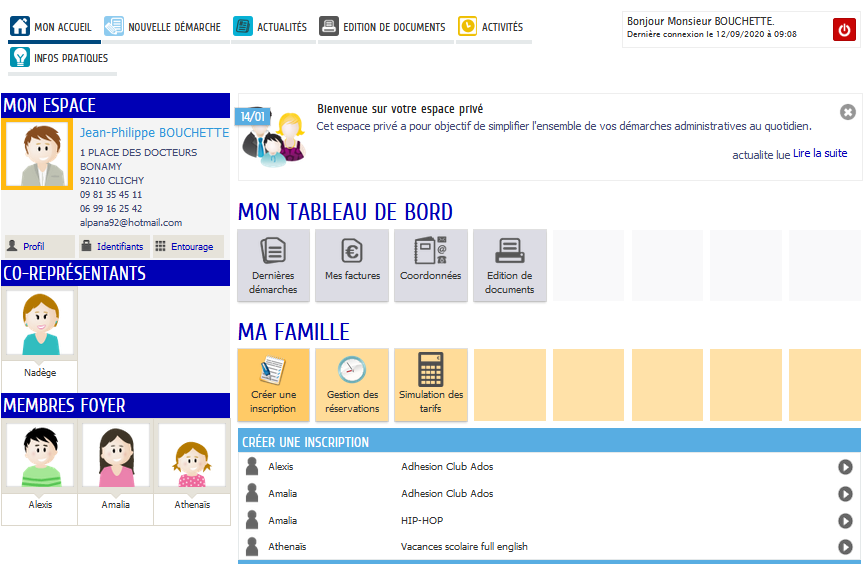 MON ACCUEIL
NOUVELLE DÉMARCHE
ACTUALITÉS
EDITION DE DOCUMENTS
ACTIVITÉS
INFOS PRATIQUES
Bonjour Monsieur BOUCHETTE.
Dernière connexion le 12/09/2020 à 09:08
MON ESPACE
Jean-Philippe BOUCHETTE
1 PLACE DES DOCTEURS
BONAMY
92110 CLICHY
09 81 35 45 11
06 99 16 25 42
alpana92@hotmail.com
Profil
Identifiants
Entourage
CO-REPRÉSENTANTS
Nadège
MEMBRES FOYER
Alexis
Amalia
Athenaïs
14/01
Bienvenue sur votre espace privé
Cet espace privé a pour objectif de simplifier l'ensemble de vos démarches administratives au quotidien.
actualite lue Lire la suite
MON TABLEAU DE BORD
Dernières
démarches
Mes factures
Coordonnées
Edition de
documents
MA FAMILLE
Créer une
inscription
Gestion des
réservations
Simulation des
tarifs
CRÉER UNE INSCRIPTION
Alexis Adhesion Club Ados
Amalia Adhesion Club Ados
Amalia HIP-HOP
Athenaïs Vacances scolaire full english